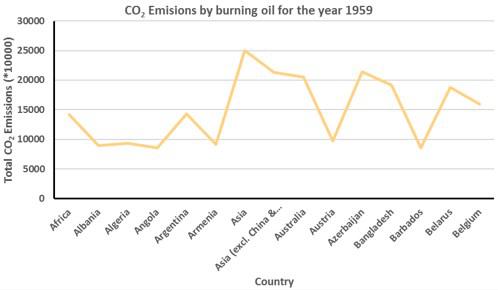 CO₂ Emisions by burning oil for the year 1959
Total CO₂ Emissions (*10000)
30000
25000
20000
15000
10000
5000
0
Africa
Albania
Algeria
Angola
Argentina
Armenia
Asia
Asia (excl. China &...
Australia
Austria
Azerbaijan
Bangladesh
Barbados
Belarus
Belgium
Country